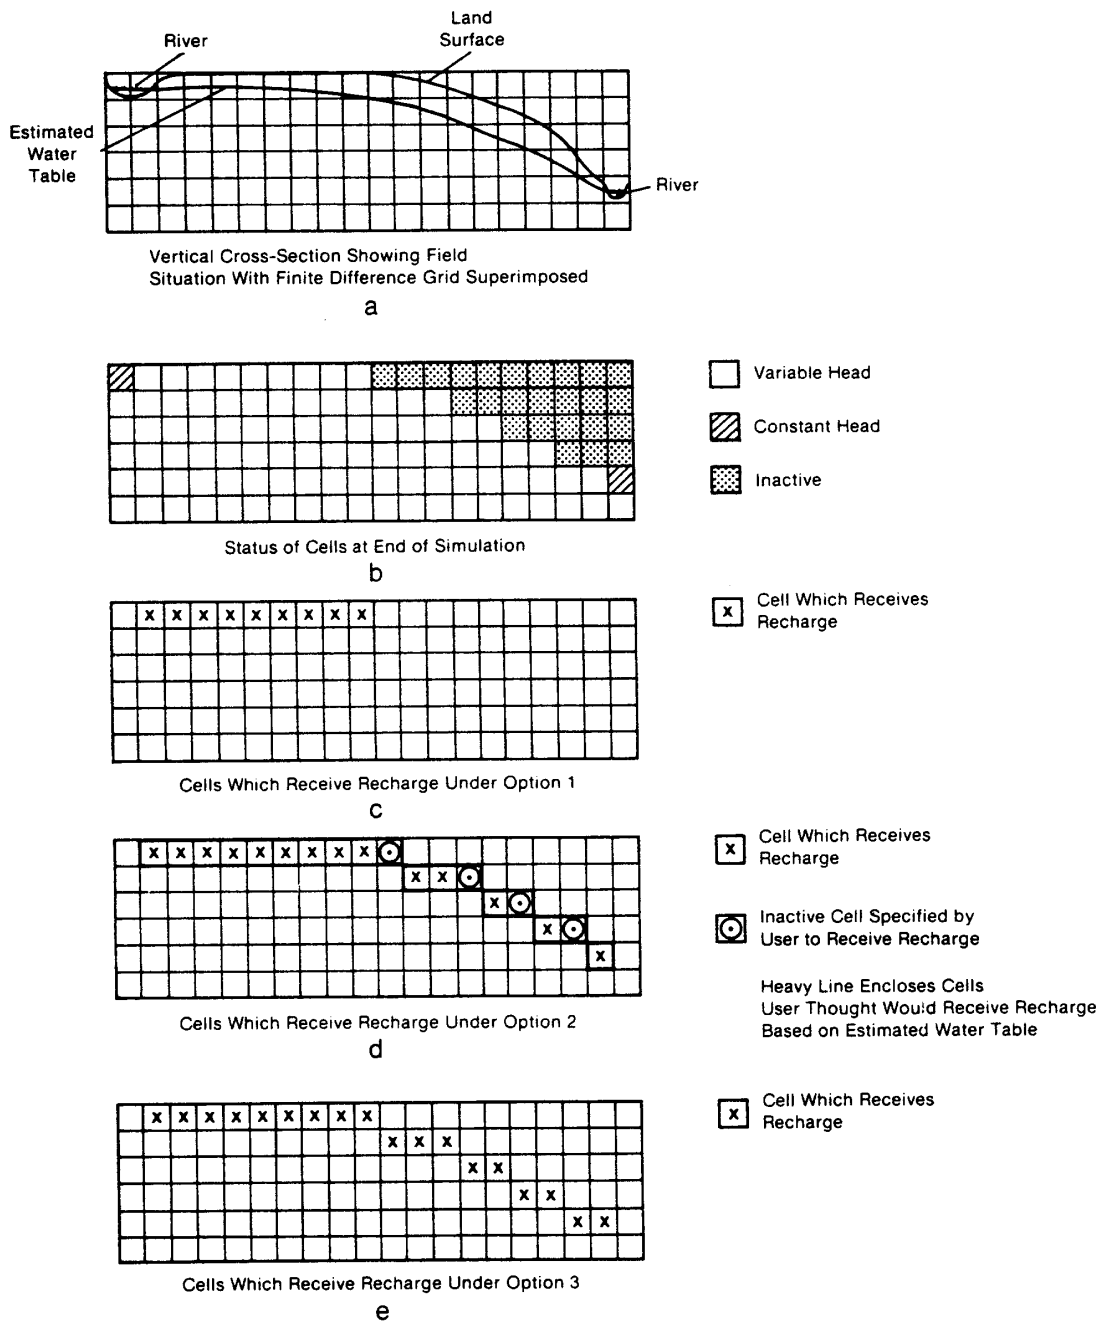 River
Land
Surface
Estimated
Water
Table
River
Vertical Cross-Section Showing Field
Situation With Finite Difference Grid Superimposed
a
Variable Head
Constant Head
Inactive
Status of Cells at End of Simulation
b
x x x x x x x x x
x Cell Which Receives
Recharge
Cells Which Receive Recharge Under Option 1
c
x x x x x x x x x
x x
x
x
x
x Cell Which Receives
Recharge
Inactive Cell Specified by
User to Receive Recharge
Heavy Line Encloses Cells
User Thought Would Receive Recharge
Based on Estimated Water Table
Cells Which Receive Recharge Under Option 2
d
x x x x x x x x x
x x x
x x
x x
x x
x Cell Which Receives
Recharge
Cells Which Receive Recharge Under Option 3
e